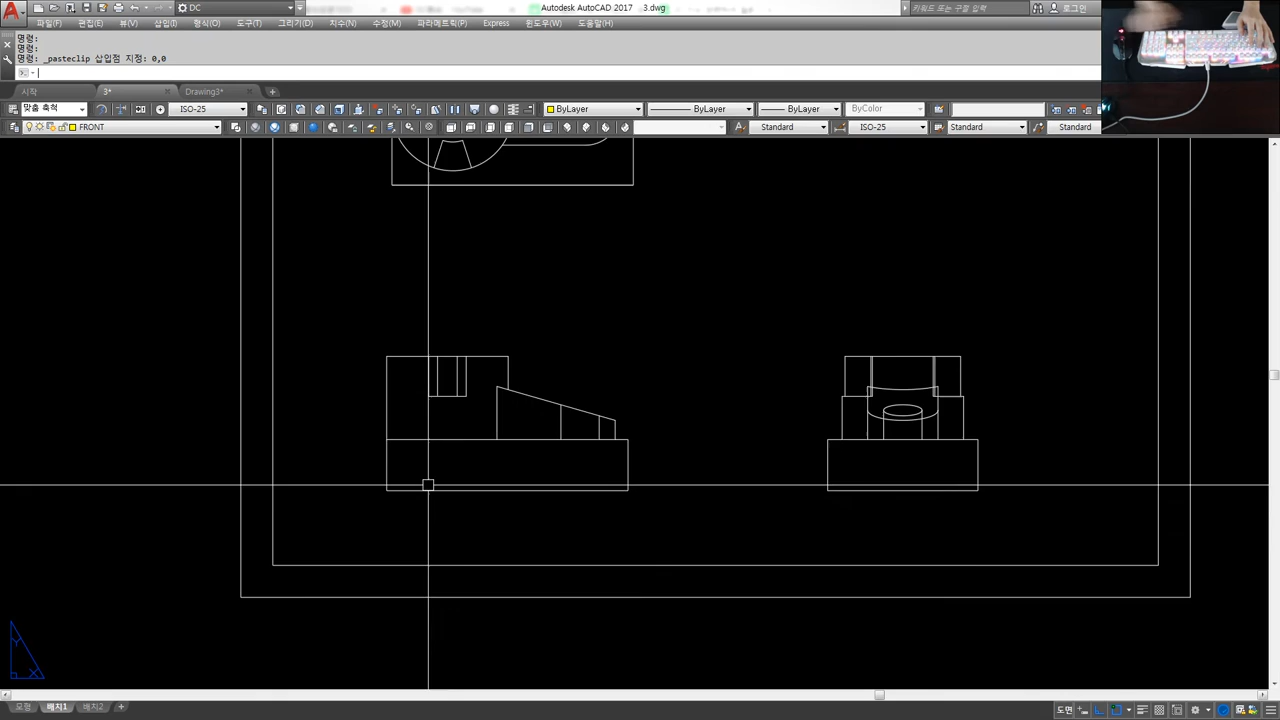 DC
Autodesk AutoCAD 2017 3.dwg
키워드 또는 구절 입력
로그인
파일(F) 편집(E) 뷰(V) 삽입(I) 형식(O) 도구(T) 그리기(D) 치수(N) 수정(M) 파라메트릭(P) Express 윈도우(W) 도움말(H)
명령:
명령:
명령: _pasteclip 삽입점 지정: 0,0
시작 3* Drawing3*
맞춤 축척 ISO-25 ByLayer ByLayer ByLayer ByColor
FRONT Standard ISO-25 Standard Standard
Y
X
모형 배치1 배치2
도면